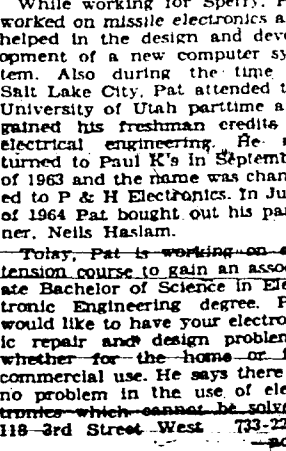 While working for Sperry, P
worked on missile electronics a
helped in the design and deve
opment of a new computer sy
tem. Also during the time
Salt Lake City, Pat attended t
University of Utah parttime a
gained his freshman credits
electrical engineering. He
turned to Paul K's in Septemb
of 1963 and the name was chan
ed to P & H Electronics. In Ju
of 1964 Pat bought out his pa
ner, Neils Haslam.
Today, Pat is working on e
tension course to gain an asso
ate Bachelor of Science in Ele
tronic Engineering degree. P
would like to have your electro
ic repair and design problem
whether for the home or f
commercial use. He says there
no problem in the use of ele
tronics which cannot be solv
118 3rd Street West 733-22